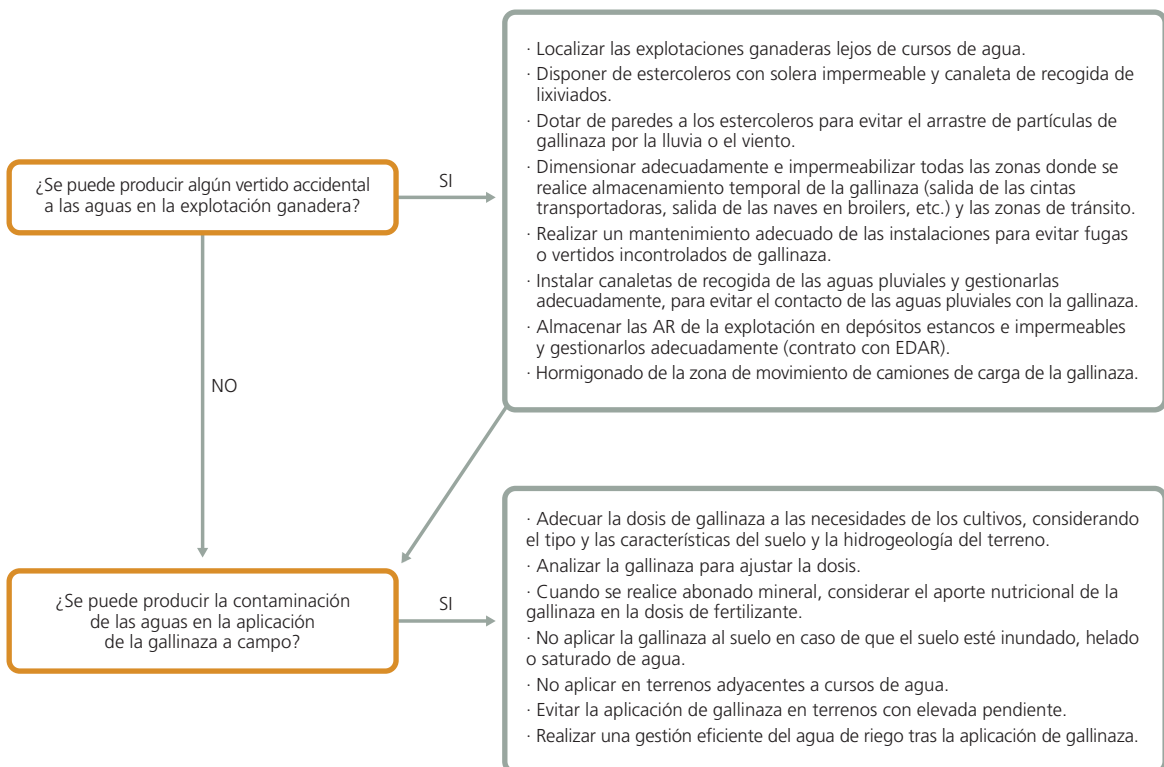 · Localizar las explotaciones ganaderas lejos de cursos de agua.
· Disponer de estercoleros con solera impermeable y canaleta de recogida de
lixiviados.
· Dotar de paredes a los estercoleros para evitar el arrastre de partículas de
gallinaza por la lluvia o el viento.
· Dimensionar adecuadamente e impermeabilizar todas las zonas donde se
realice almacenamiento temporal de la gallinaza (salida de las cintas
transportadoras, salida de las naves en broilers, etc.) y las zonas de tránsito.
· Realizar un mantenimiento adecuado de las instalaciones para evitar fugas
o vertidos incontrolados de gallinaza.
· Instalar canaletas de recogida de las aguas pluviales y gestionarlas
adecuadamente, para evitar el contacto de las aguas pluviales con la gallinaza.
· Almacenar las AR de la explotación en depósitos estancos e impermeables
y gestionarlos adecuadamente (contrato con EDAR).
· Hormigonado de la zona de movimiento de camiones de carga de la gallinaza.
¿Se puede producir algún vertido accidental
a las aguas en la explotación ganadera?
SI
NO
¿Se puede producir la contaminación
de las aguas en la aplicación
de la gallinaza a campo?
SI
· Adecuar la dosis de gallinaza a las necesidades de los cultivos, considerando
el tipo y las características del suelo y la hidrogeología del terreno.
· Analizar la gallinaza para ajustar la dosis.
· Cuando se realice abonado mineral, considerar el aporte nutricional de la
gallinaza en la dosis de fertilizante.
· No aplicar la gallinaza al suelo en caso de que el suelo esté inundado, helado
o saturado de agua.
· No aplicar en terrenos adyacentes a cursos de agua.
· Evitar la aplicación de gallinaza en terrenos con elevada pendiente.
· Realizar una gestión eficiente del agua de riego tras la aplicación de gallinaza.